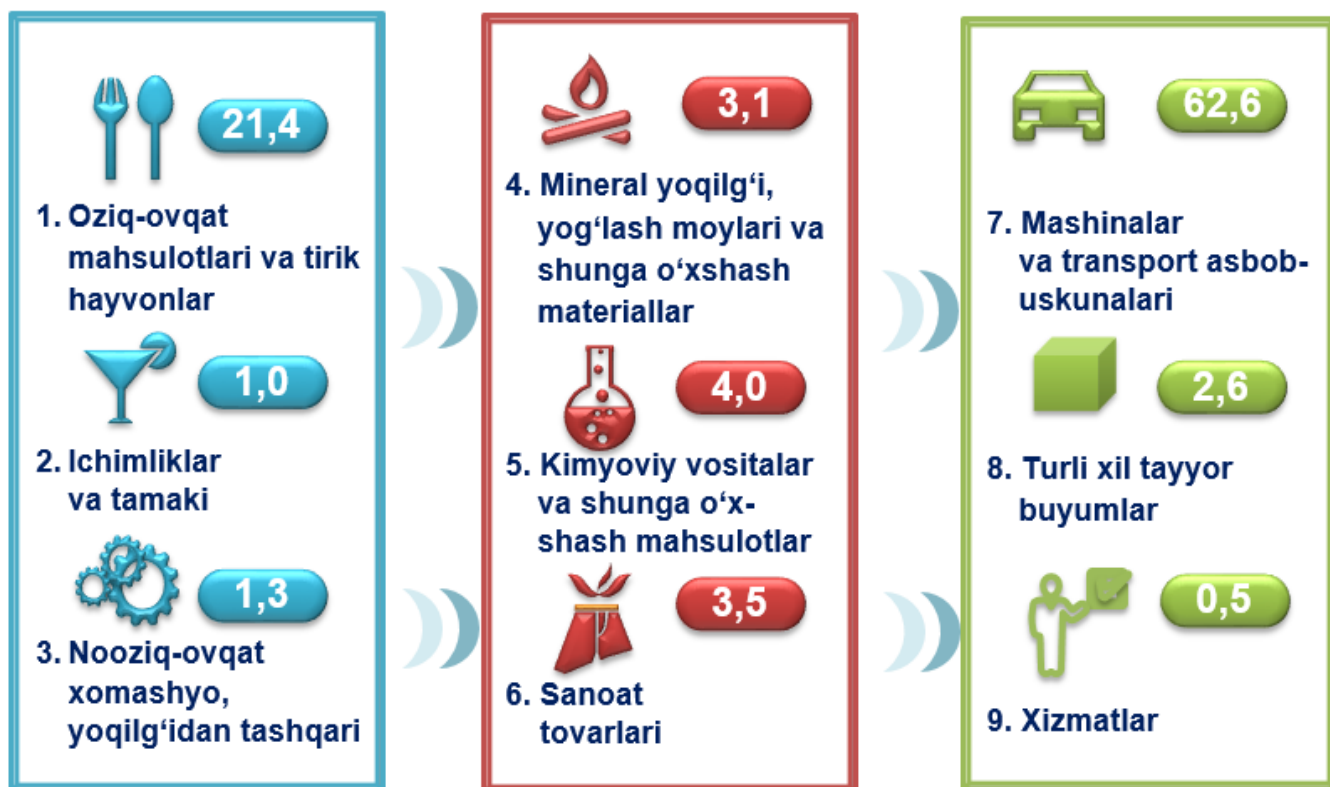 21,4
1. Oziq-ovqat
mahsulotlari va tirik
hayvonlar
1,0
2. Ichimliklar
va tamaki
1,3
3. Nooziq-ovqat
xomashyo,
yoqilg‘idan tashqari
3,1
4. Mineral yoqilg‘i,
yog‘lash moylari va
shunga o‘xshash
materiallar
4,0
5. Kimyoviy vositalar
va shunga o‘x-
shash mahsulotlar
3,5
6. Sanoat
tovarlari
62,6
7. Mashinalar
va transport asbob-
uskunalari
2,6
8. Turli xil tayyor
buyumlar
0,5
9. Xizmatlar